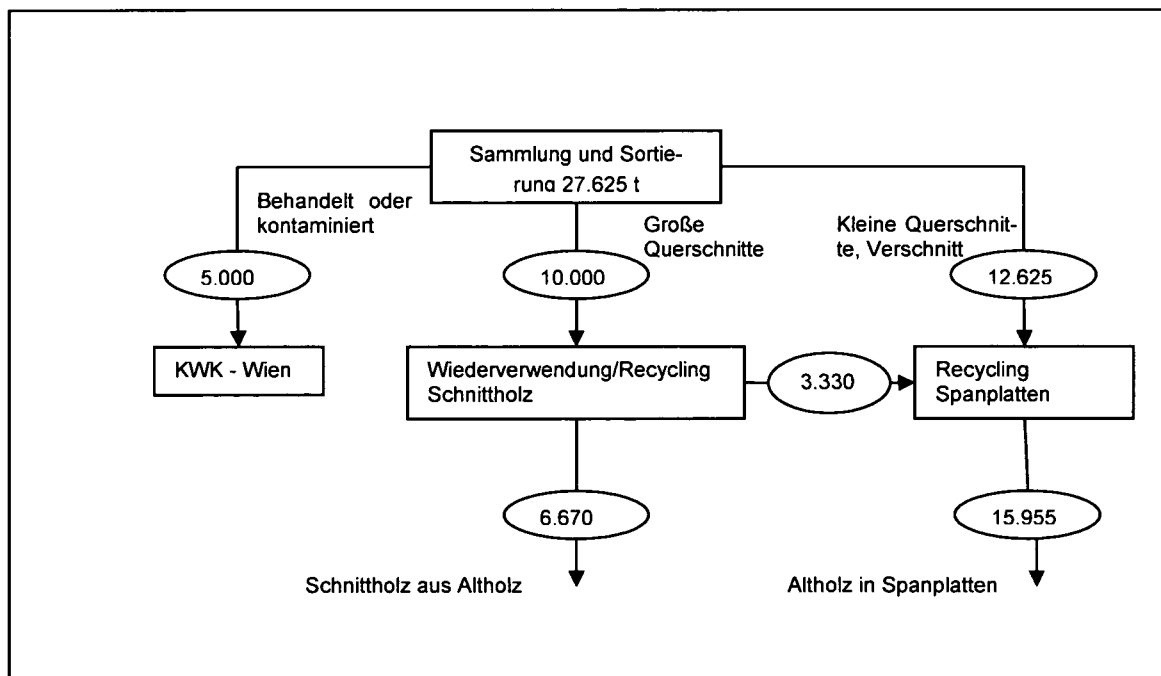 Sammlung und Sortie-
rung 27.625 t
Behandelt oder
kontaminiert
Große
Querschnitte
Kleine Querschnit-
te, Verschnitt
5.000
10.000
12.625
KWK - Wien
Wiederverwendung/Recycling
Schnittholz
3.330
Recycling
Spanplatten
6.670
15.955
Schnittholz aus Altholz
Altholz in Spanplatten